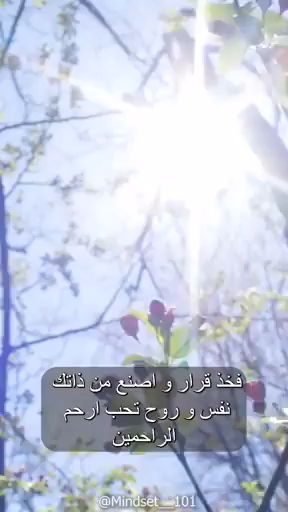 فخذ قرار و اصنع من ذاتك
نفس و روح تحب ارحم
الراحمين
@Mindset__101